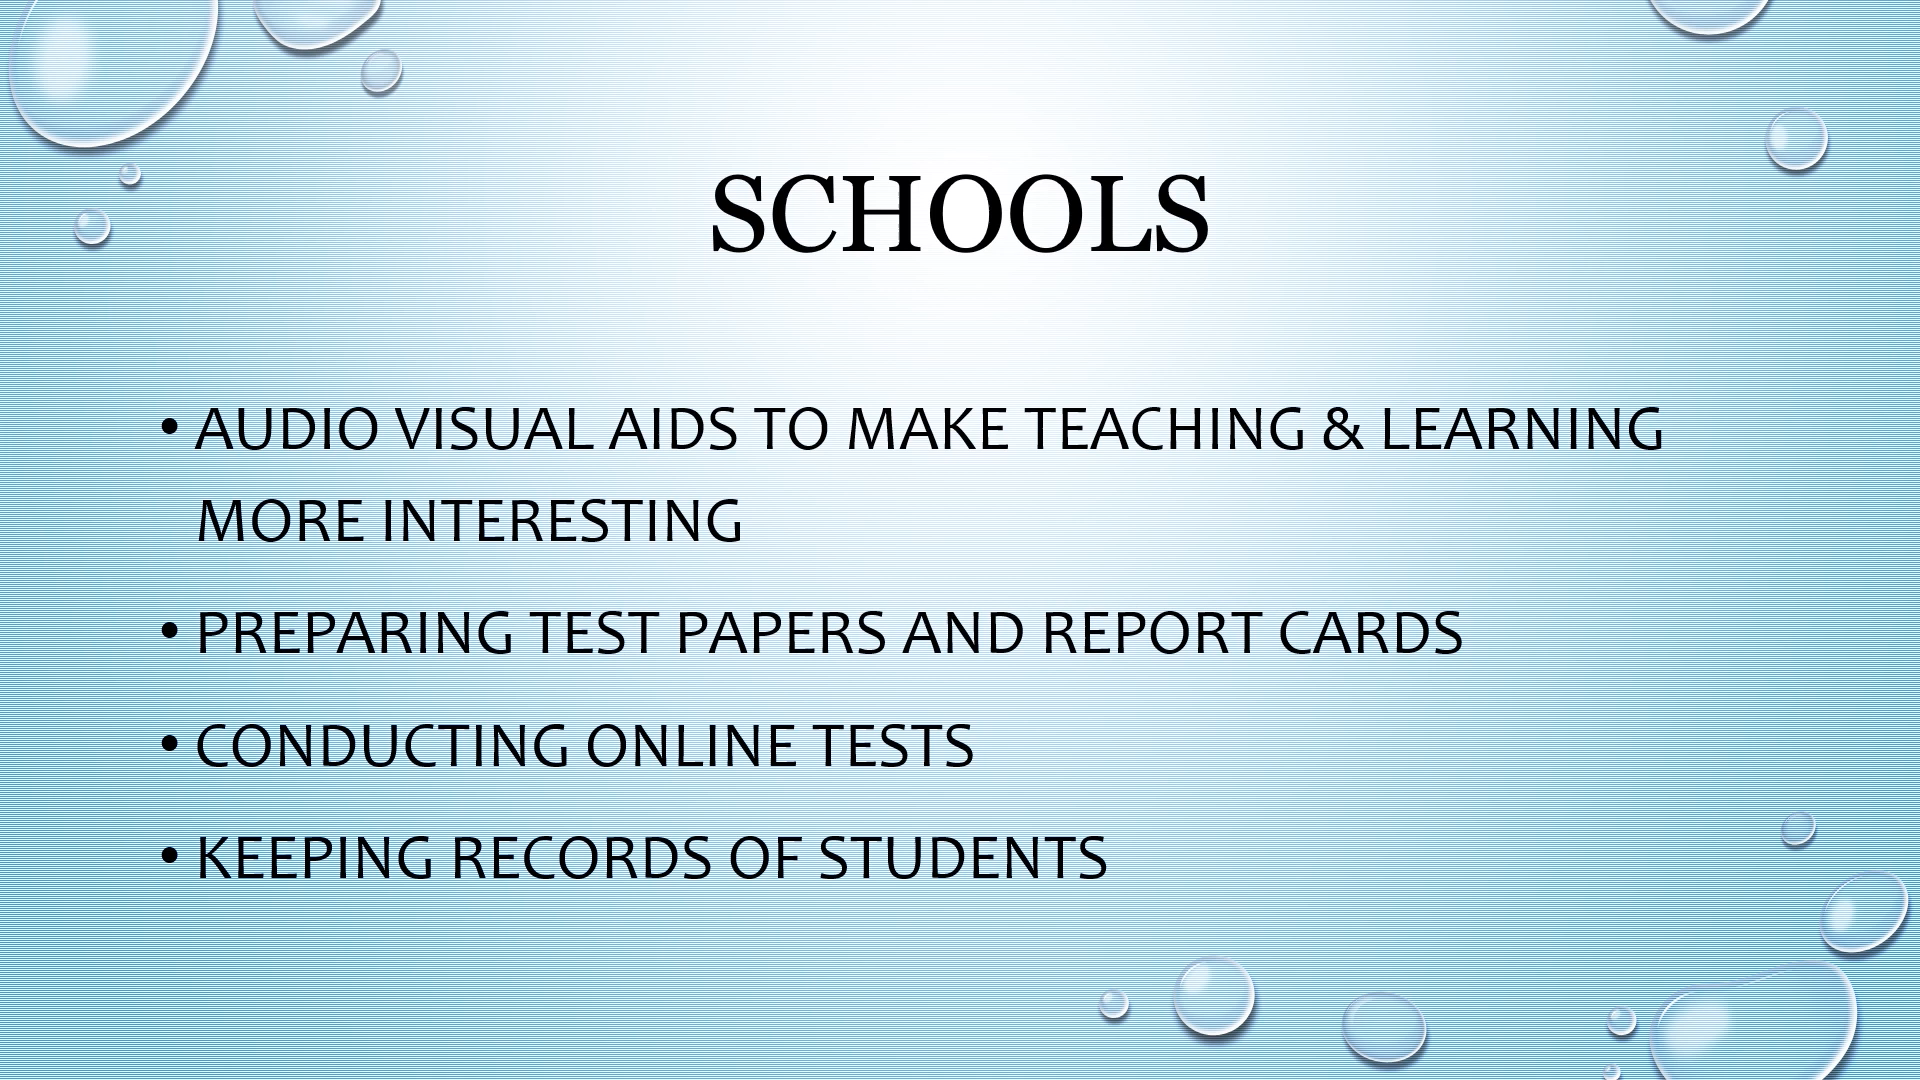 SCHOOLS
• AUDIO VISUAL AIDS TO MAKE TEACHING & LEARNING
MORE INTERESTING
• PREPARING TEST PAPERS AND REPORT CARDS
• CONDUCTING ONLINE TESTS
• KEEPING RECORDS OF STUDENTS